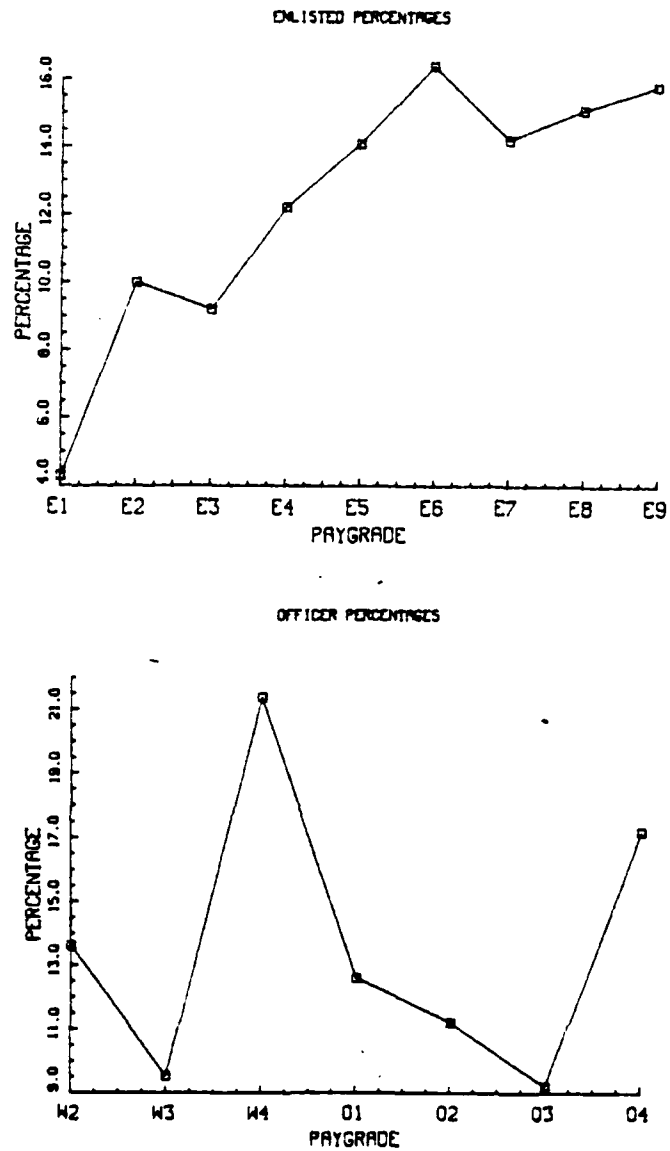 ENLISTED PERCENTAGES
16.0
14.0
12.0
10.0
8.0
6.0
4.0
PERCENTAGE
E1 E2 E3 E4 E5 E6 E7 E8 E9
PAYGRADE
OFFICER PERCENTAGES
21.0
19.0
17.0
15.0
13.0
11.0
9.0
PERCENTAGE
W2 W3 W4 O1 O2 O3 O4
PAYGRADE